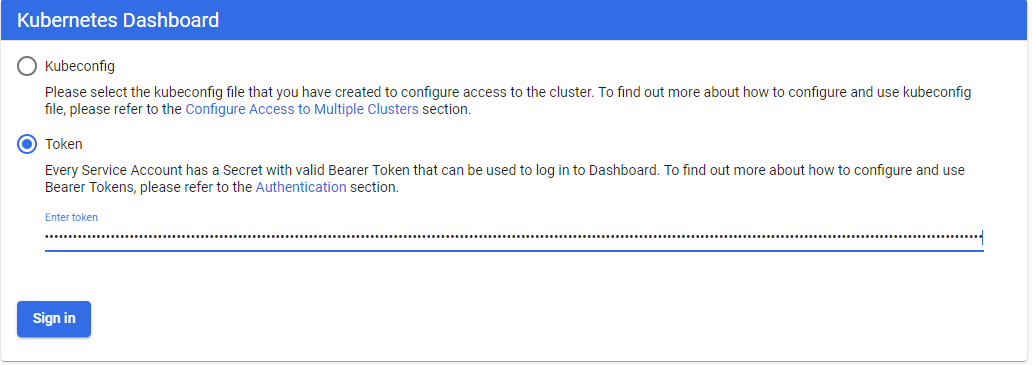 Kubernetes Dashboard
Kubeconfig
Please select the kubeconfig file that you have created to configure access to the cluster. To find out more about how to configure and use kubeconfig
file, please refer to the Configure Access to Multiple Clusters section.
Token
Every Service Account has a Secret with valid Bearer Token that can be used to log in to Dashboard. To find out more about how to configure and use
Bearer Tokens, please refer to the Authentication section.
Enter token
Sign in